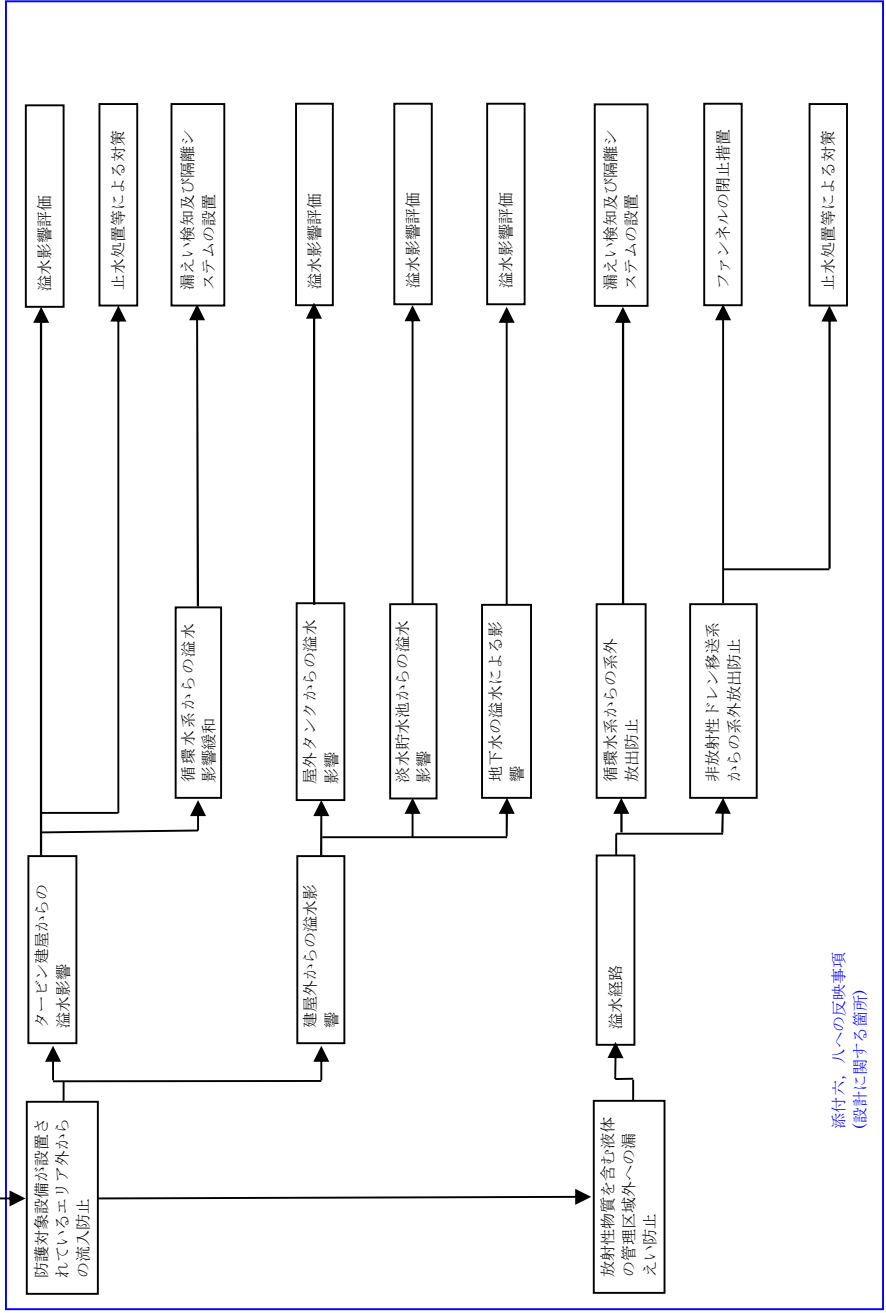 防護対象設備が設置さ
れているエリア外から
の流入防止
タービン建屋からの
溢水影響
溢水影響評価
止水処置等による対策
循環水系からの溢水
影響緩和
漏えい検知及び隔離シ
ステムの設置
建屋外からの溢水影
響
屋外タンクからの溢水
影響
溢水影響評価
淡水貯水池からの溢水
影響
溢水影響評価
地下水の溢水による影
響
溢水影響評価
放射性物質を含む液体
の管理区域外への漏
えい防止
溢水経路
循環水系からの系外
放出防止
漏えい検知及び隔離シ
ステムの設置
非放射性ドレン移送系
からの系外放出防止
ファンネルの閉止措置
止水処置等による対策
添付六，八への反映事項
(設計に関する箇所)